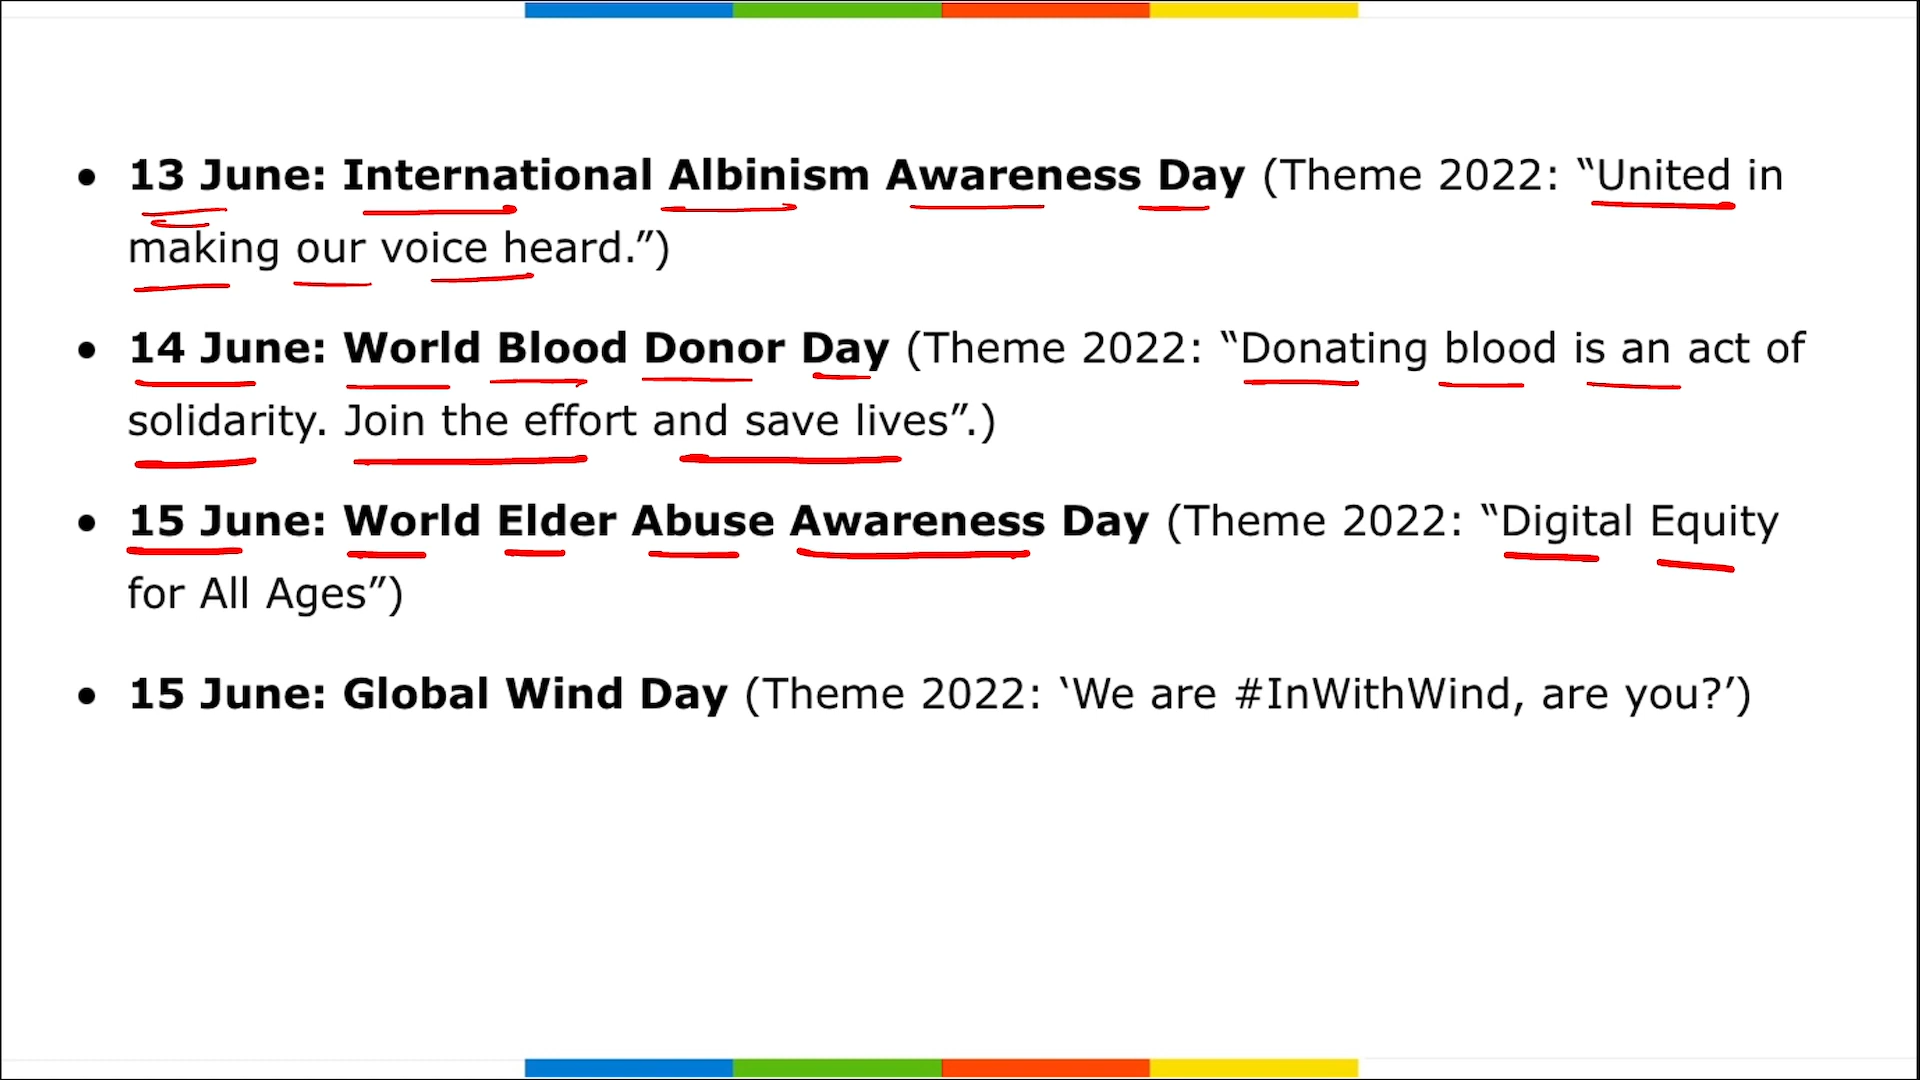 • 13 June: International Albinism Awareness Day (Theme 2022: “United in
making our voice heard.”)
• 14 June: World Blood Donor Day (Theme 2022: “Donating blood is an act of
solidarity. Join the effort and save lives”.)
• 15 June: World Elder Abuse Awareness Day (Theme 2022: “Digital Equity
for All Ages”)
• 15 June: Global Wind Day (Theme 2022: ‘We are #InWithWind, are you?’)